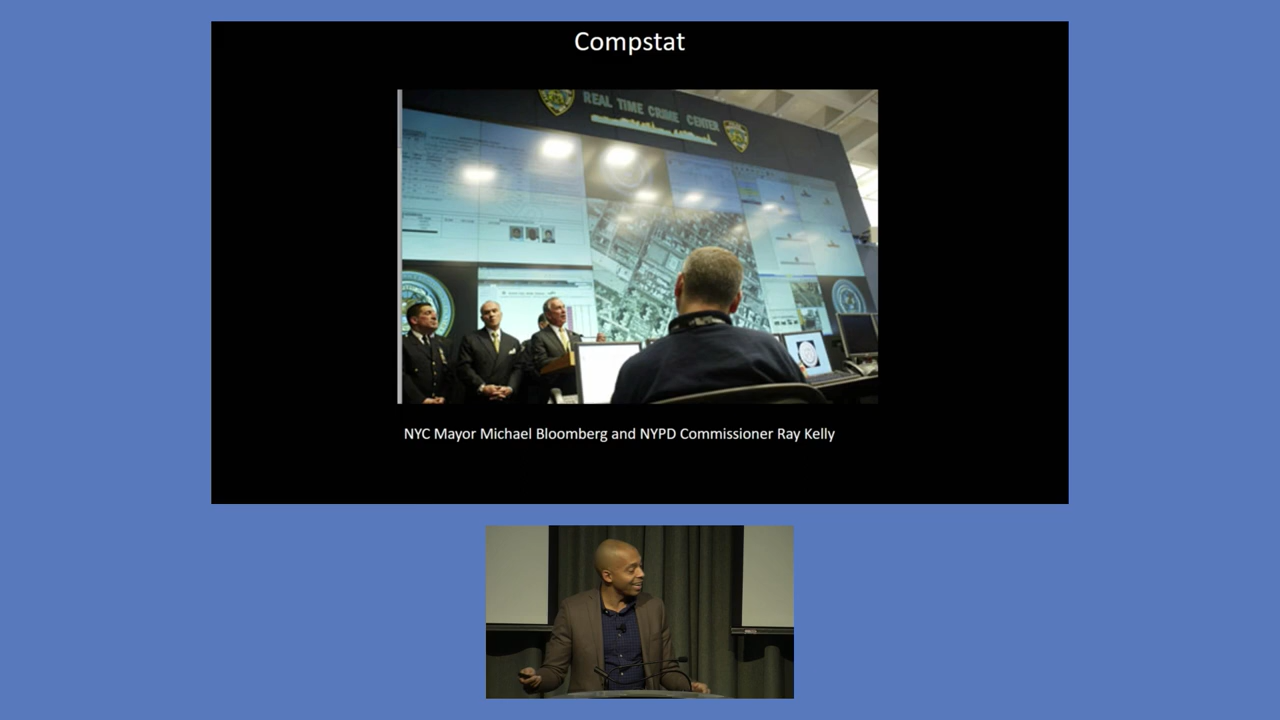 Compstat
REAL TIME CRIME CENTER
NYC Mayor Michael Bloomberg and NYPD Commissioner Ray Kelly